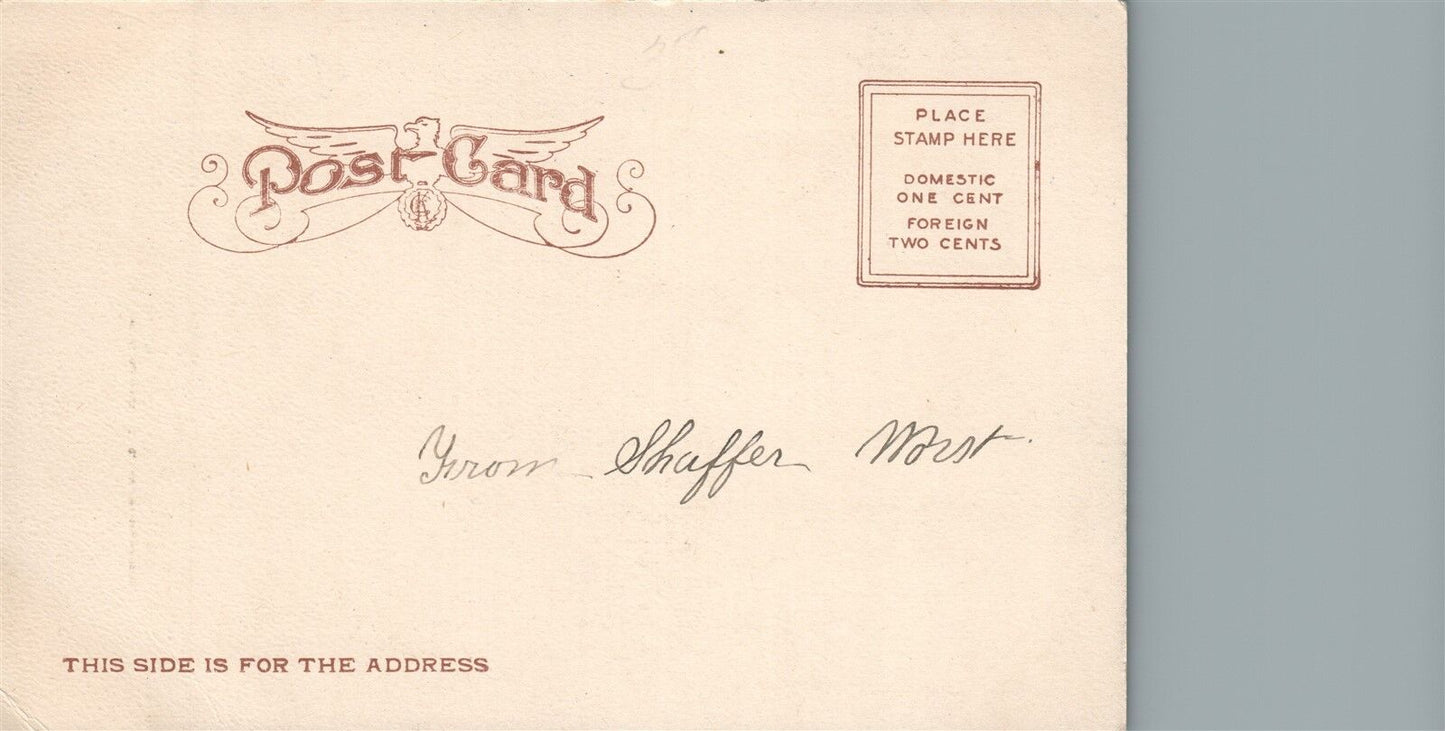 Post Card
PLACE
STAMP HERE
DOMESTIC
ONE CENT
FOREIGN
TWO CENTS
From Shaffer
THIS SIDE IS FOR THE ADDRESS